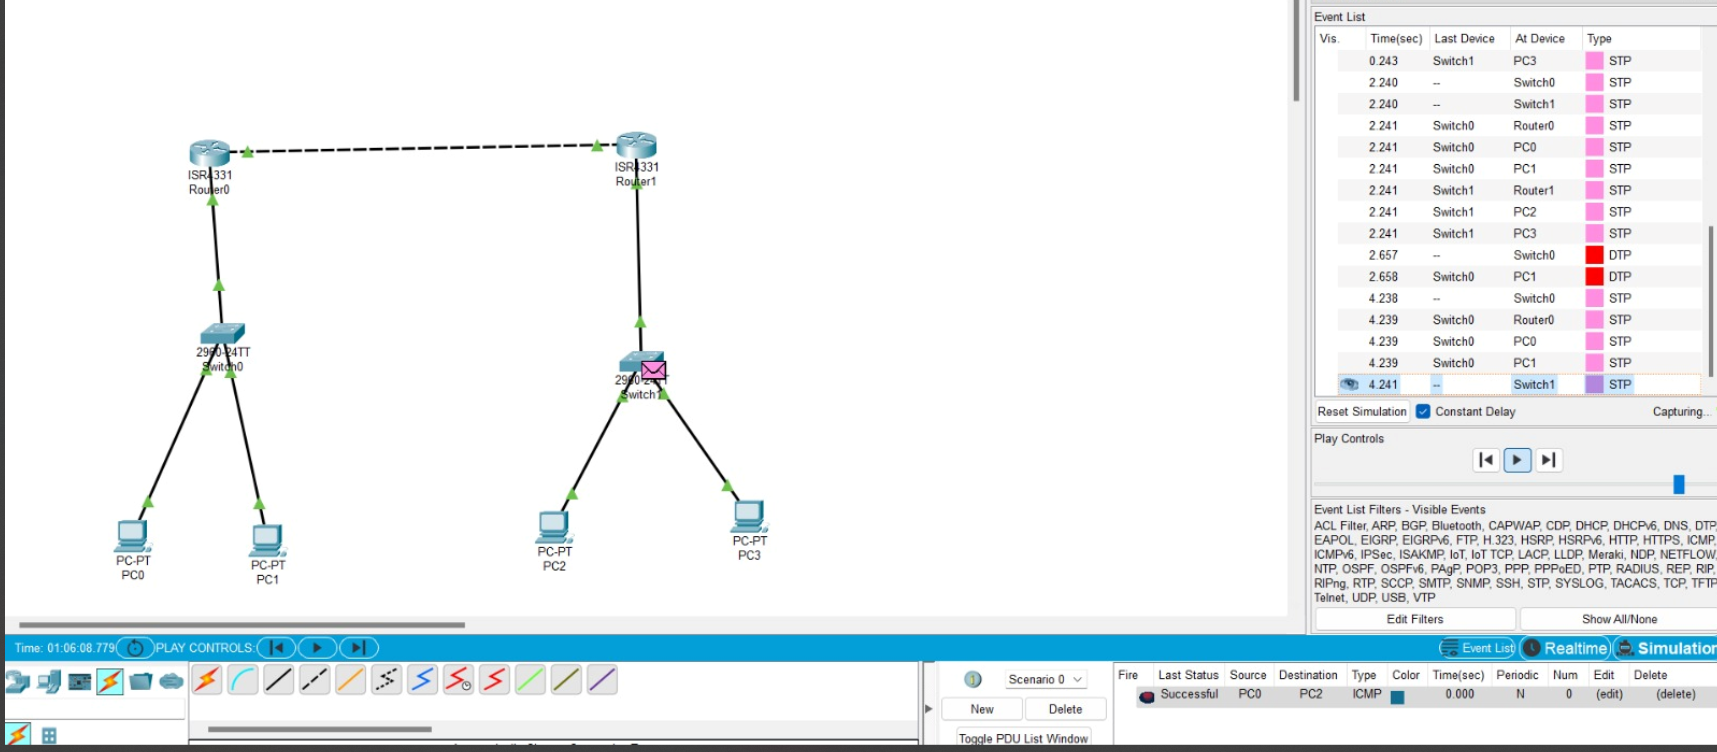 ISR4331
Router0
ISR4331
Router1
2960-24TT
Switch0
2960-24TT
Switch1
PC-PT
PC0
PC-PT
PC1
PC-PT
PC2
PC-PT
PC3
Event List
Vis. Time(sec) Last Device At Device Type
0.243 Switch1 PC3 STP
2.240 -- Switch0 STP
2.240 -- Switch1 STP
2.241 Switch0 Router0 STP
2.241 Switch0 PC0 STP
2.241 Switch0 PC1 STP
2.241 Switch1 Router1 STP
2.241 Switch1 PC2 STP
2.241 Switch1 PC3 STP
2.657 -- Switch0 DTP
2.658 Switch0 PC1 DTP
4.238 -- Switch0 STP
4.239 Switch0 Router0 STP
4.239 Switch0 PC0 STP
4.239 Switch0 PC1 STP
4.241 -- Switch1 STP
Reset Simulation Constant Delay Capturing...
Play Controls
Event List Filters - Visible Events
ACL Filter, ARP, BGP, Bluetooth, CAPWAP, CDP, DHCP, DHCPv6, DNS, DTP,
EAPOL, EIGRP, EIGRPv6, FTP, H.323, HSRP, HSRPv6, HTTP, HTTPS, ICMP,
ICMPv6, IPSec, ISAKMP, IoT, IoT TCP, LACP, LLDP, Meraki, NDP, NETFLOW,
NTP, OSPF, OSPFv6, PAgP, POP3, PPP, PPPoED, PTP, RADIUS, REP, RIP,
RIPng, RTP, SCCP, SMTP, SNMP, SSH, STP, SYSLOG, TACACS, TCP, TFTP,
Telnet, UDP, USB, VTP
Edit Filters Show All/None
Time: 01:06:08.779 PLAY CONTROLS: Event List Realtime Simulation
Scenario 0
New Delete
Toggle PDU List Window
Fire Last Status Source Destination Type Color Time(sec) Periodic Num Edit Delete
Successful PC0 PC2 ICMP 0.000 N 0 (edit) (delete)